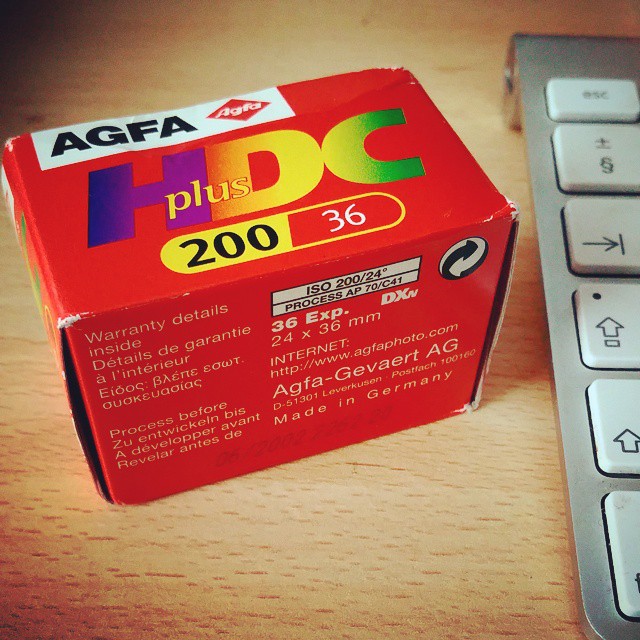 AGFA Agfa
HDC
plus
200 36
ISO 200/24°
PROCESS AP 70/C41
DXN
36 Exp.
24 x 36 mm
INTERNET:
http://www.agfaphoto.com
Agfa-Gevaert AG
D-51301 Leverkusen · Postfach 100160
Made in Germany
Warranty details
inside
Détails de garantie
à l'intérieur
Είδος: βλέπε εσωτ.
συσκευασίας
Process before
Zu entwickeln bis
A développer avant
Revelar antes de
esc
±
§